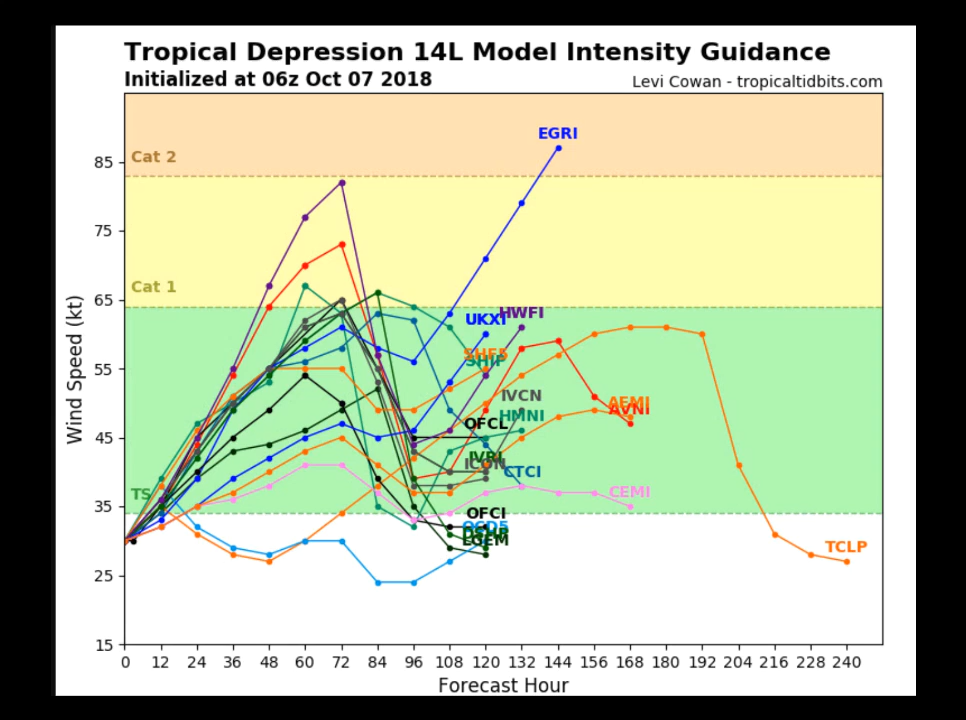 Tropical Depression 14L Model Intensity Guidance
Initialized at 06z Oct 07 2018
Levi Cowan - tropicaltidbits.com
EGRI
85
Cat 2
75
Cat 1
65
HWFI
UKXI
SHF5
SHIP
55
IVCN
AEMI
AVNI
HMNI
OFCL
45
IVRI
ICON
CTCI
CEMI
TS
35
OFCI
OCD5
DSHP
LGEM
TCLP
25
15
Wind Speed (kt)
0 12 24 36 48 60 72 84 96 108 120 132 144 156 168 180 192 204 216 228 240
Forecast Hour